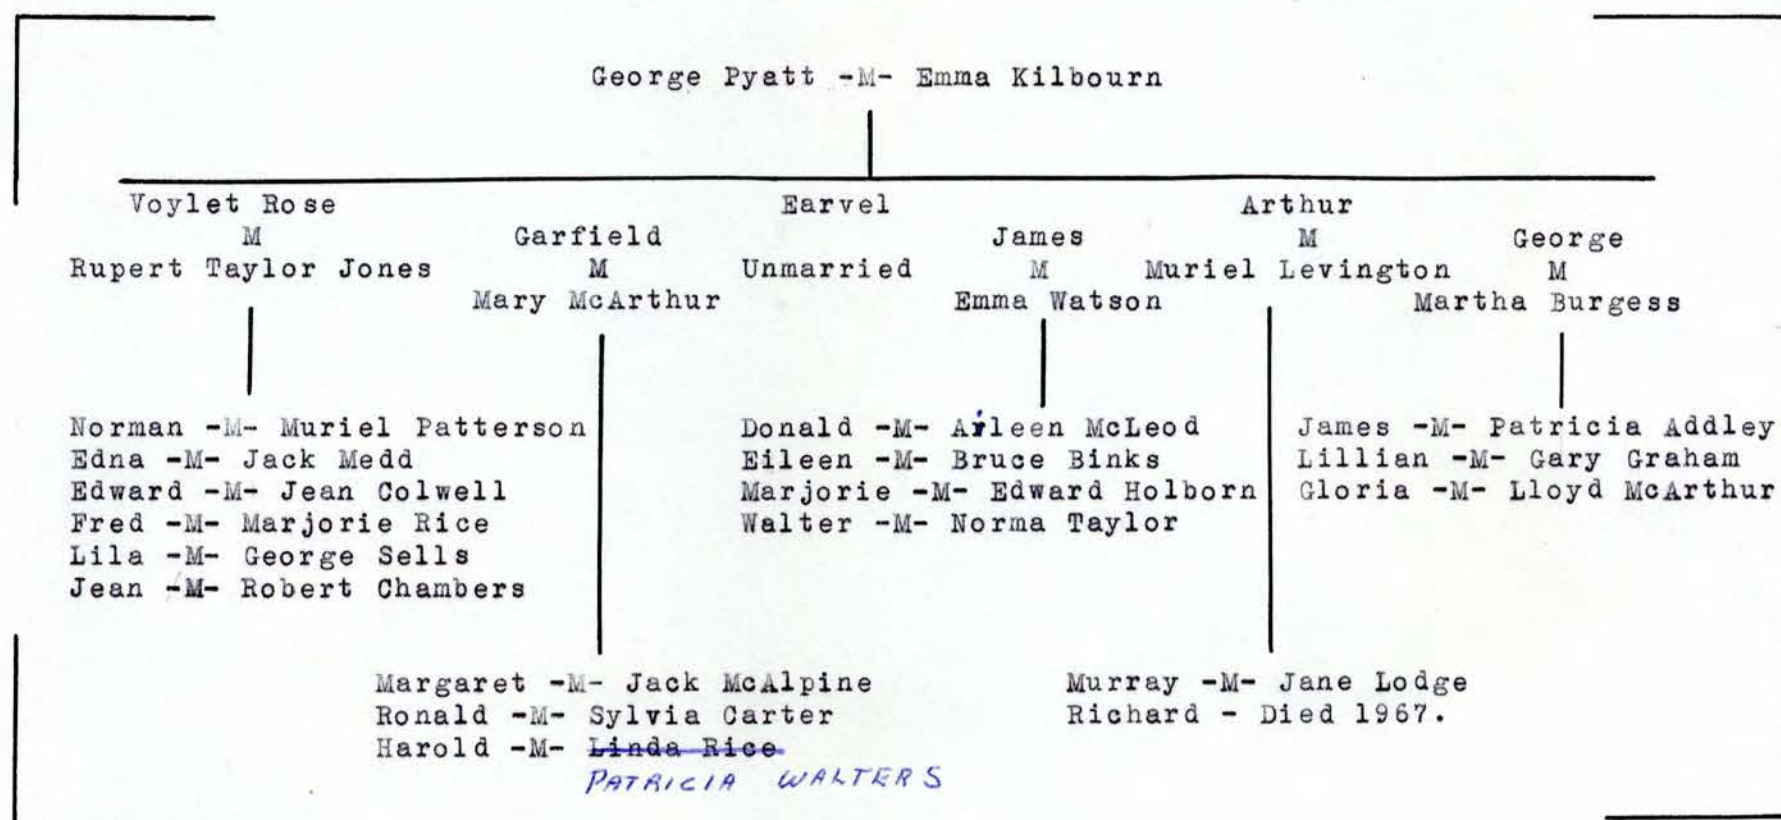 George Pyatt -M- Emma Kilbourn
Voylet Rose
M
Rupert Taylor Jones
Garfield
M
Mary McArthur
Earvel
Unmarried
James
M
Emma Watson
Arthur
M
Muriel Levington
George
M
Martha Burgess
Norman -M- Muriel Patterson
Edna -M- Jack Medd
Edward -M- Jean Colwell
Fred -M- Marjorie Rice
Lila -M- George Sells
Jean -M- Robert Chambers
Margaret -M- Jack McAlpine
Ronald -M- Sylvia Carter
Harold -M- Linda Rice
PATRICIA WALTERS
Donald -M- Aileen McLeod
Eileen -M- Bruce Binks
Marjorie -M- Edward Holborn
Walter -M- Norma Taylor
Murray -M- Jane Lodge
Richard - Died 1967.
James -M- Patricia Addley
Lillian -M- Gary Graham
Gloria -M- Lloyd McArthur